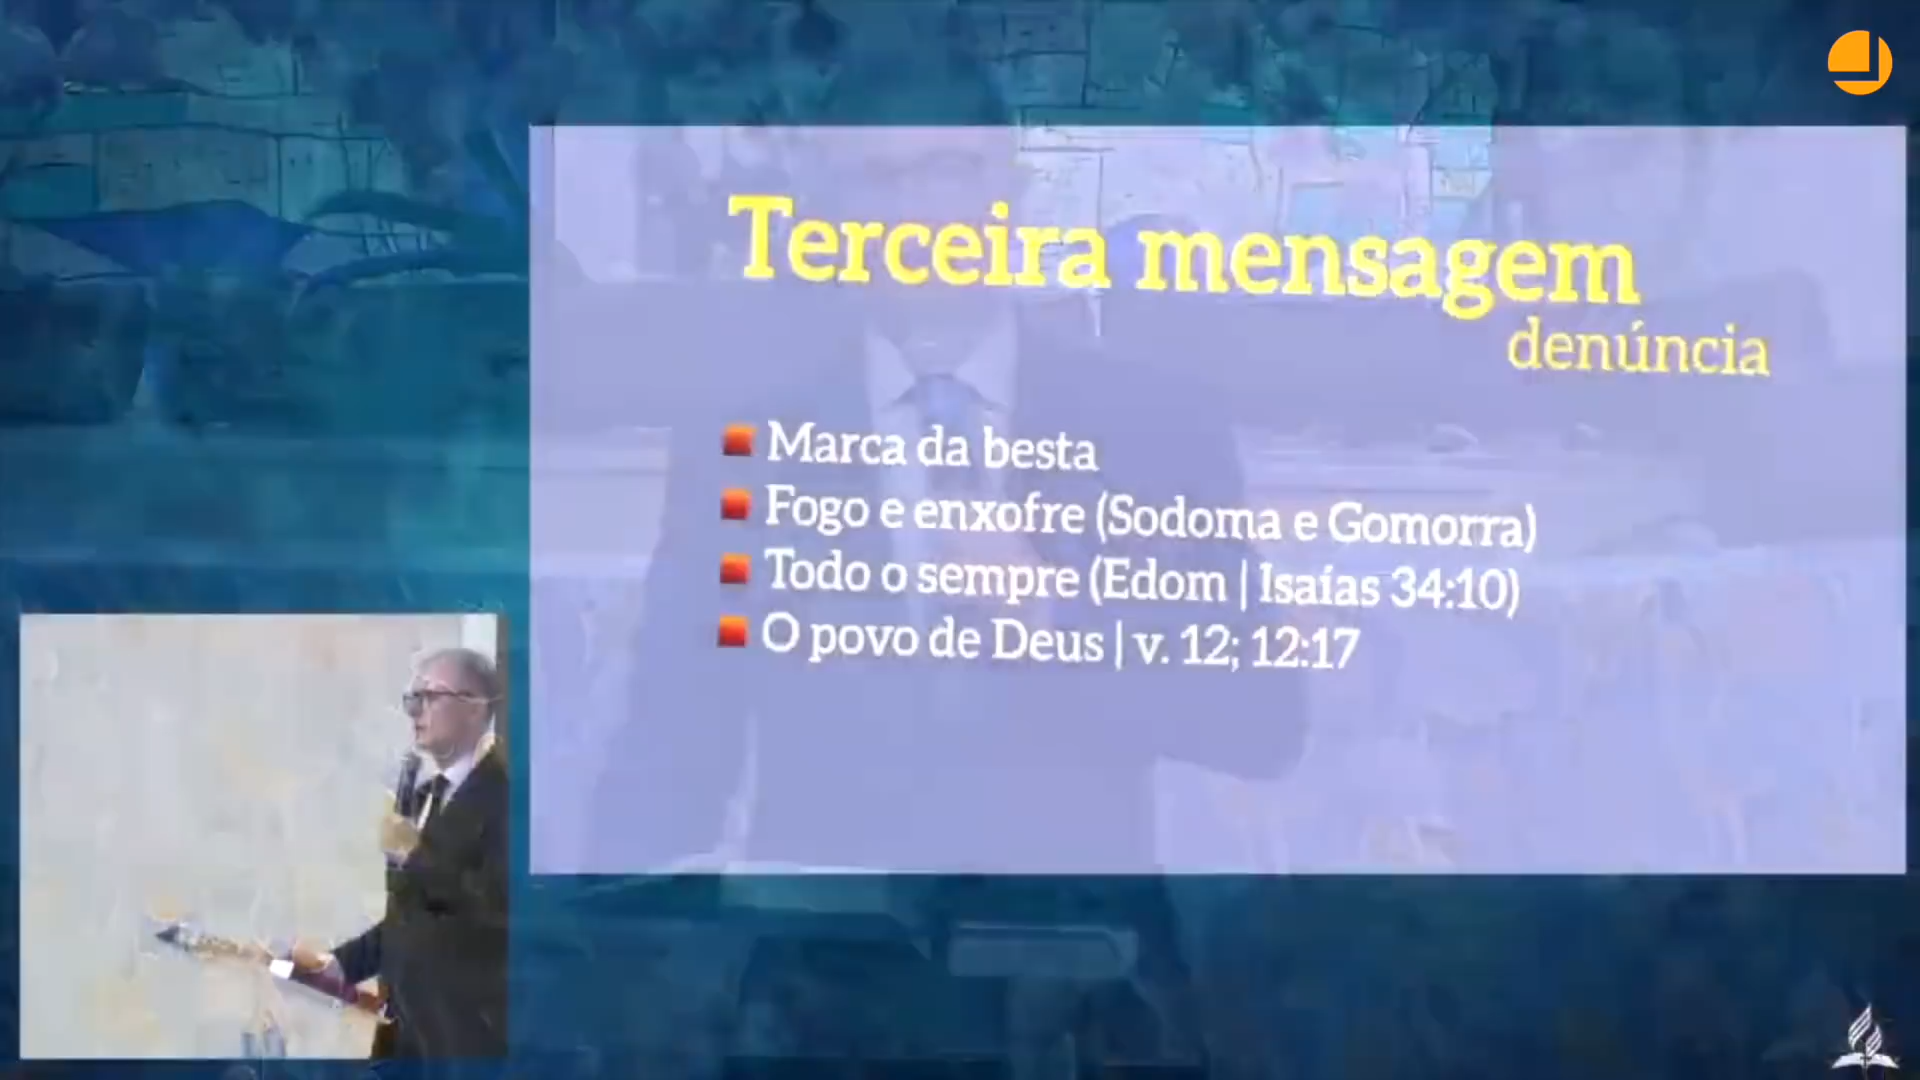 Terceira mensagem
denúncia
Marca da besta
Fogo e enxofre (Sodoma e Gomorra)
Todo o sempre (Edom | Isaías 34:10)
O povo de Deus | v. 12; 12:17